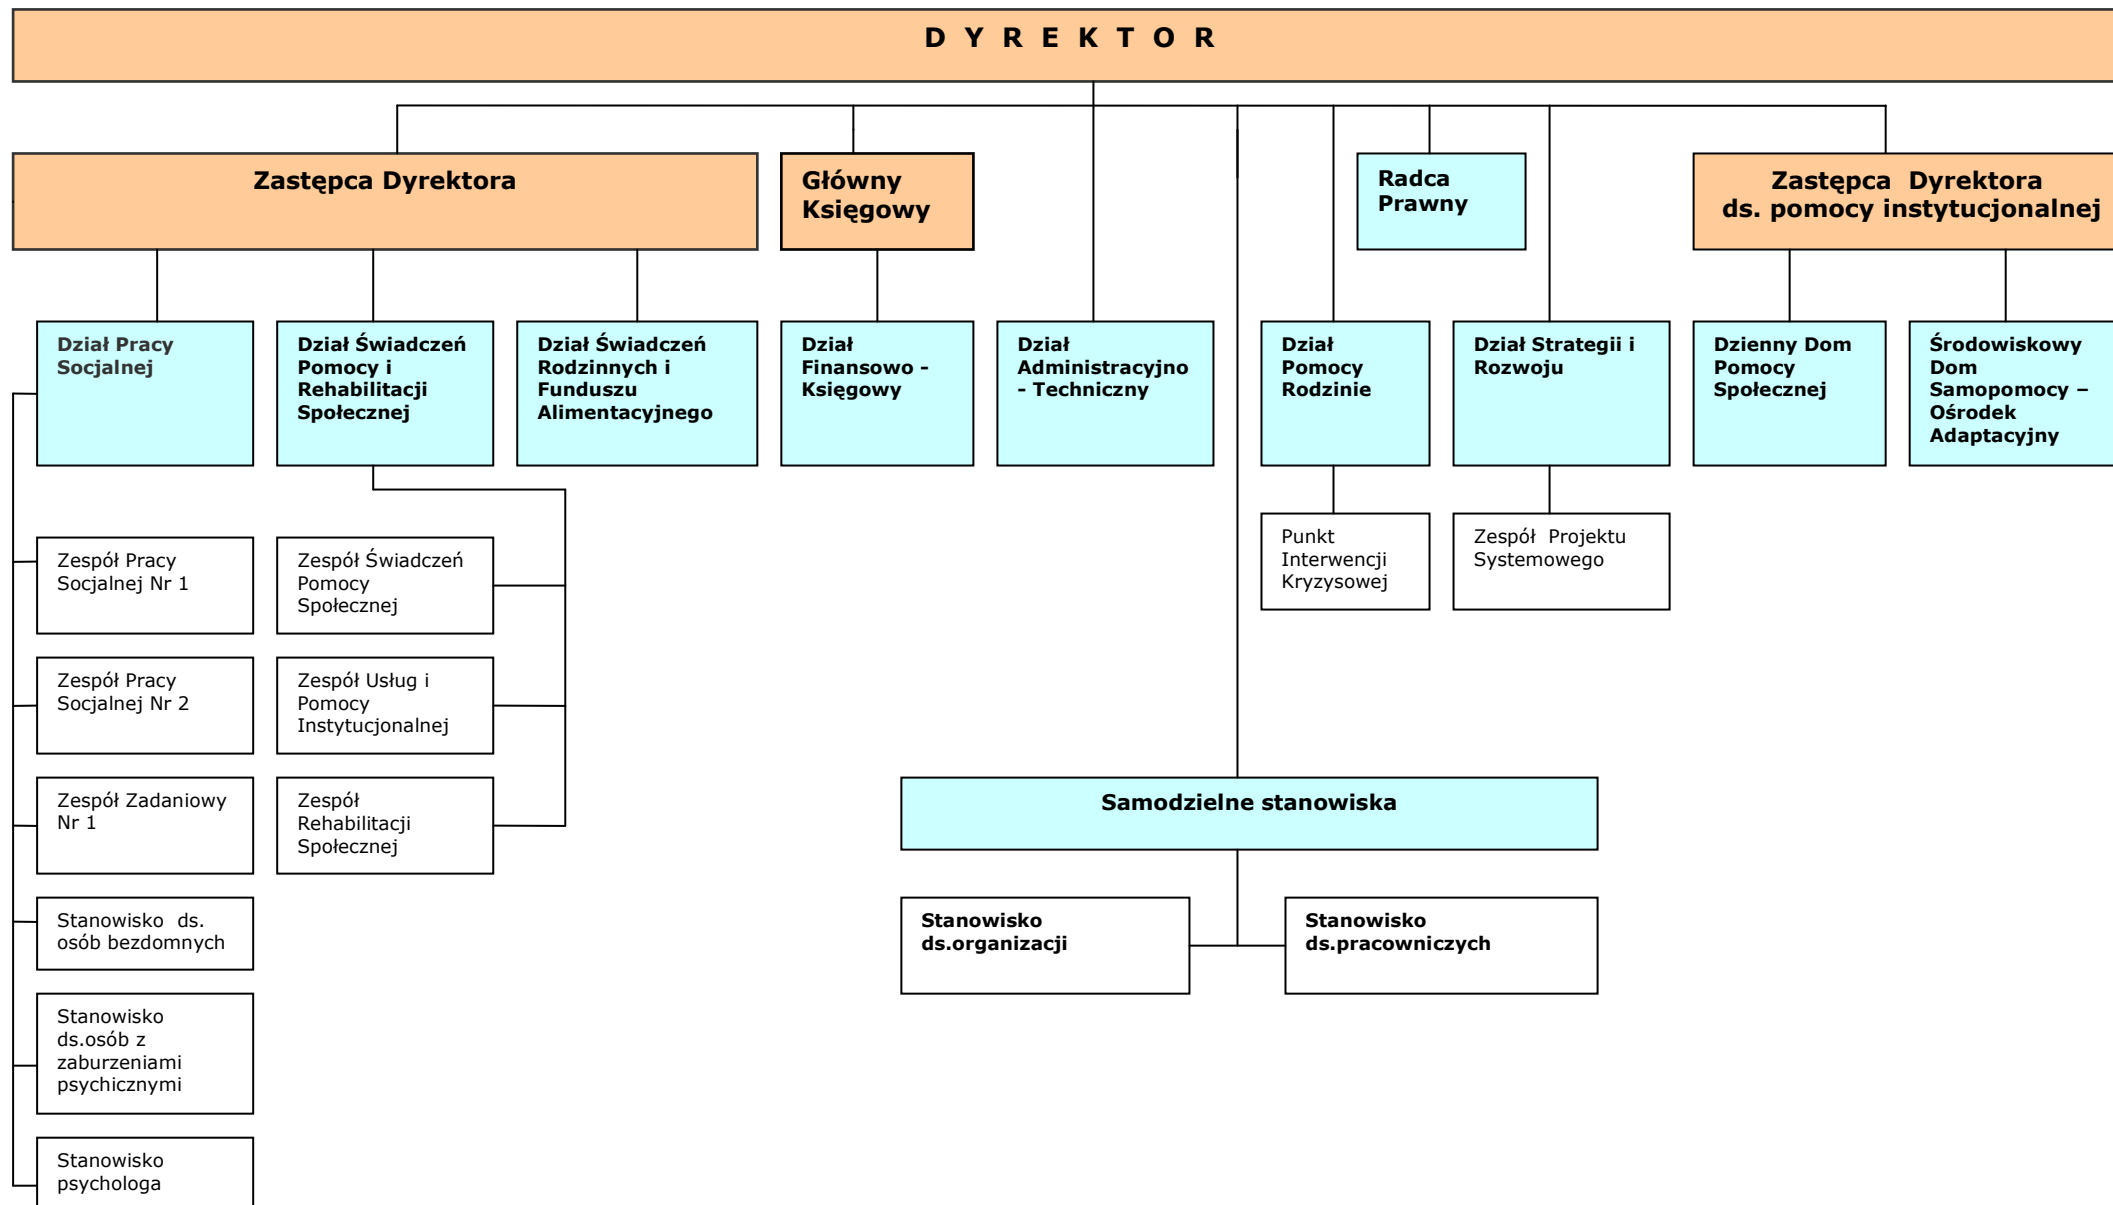 D Y R E K T O R
Zastępca Dyrektora
Główny
Księgowy
Radca
Prawny
Zastępca  Dyrektora
ds. pomocy instytucjonalnej
Dział Pracy
Socjalnej
Dział Świadczeń
Pomocy i
Rehabilitacji
Społecznej
Dział Świadczeń
Rodzinnych i
Funduszu
Alimentacyjnego
Dział
Finansowo -
Księgowy
Dział
Administracyjno
- Techniczny
Dział
Pomocy
Rodzinie
Dział Strategii i
Rozwoju
Dzienny Dom
Pomocy
Społecznej
Środowiskowy
Dom
Samopomocy –
Ośrodek
Adaptacyjny
Punkt
Interwencji
Kryzysowej
Zespół  Projektu
Systemowego
Zespół Pracy
Socjalnej Nr 1
Zespół Świadczeń
Pomocy
Społecznej
Zespół Pracy
Socjalnej Nr 2
Zespół Usług i
Pomocy
Instytucjonalnej
Zespół Zadaniowy
Nr 1
Zespół
Rehabilitacji
Społecznej
Samodzielne stanowiska
Stanowisko  ds.
osób bezdomnych
Stanowisko
ds.organizacji
Stanowisko
ds.pracowniczych
Stanowisko
ds.osób z
zaburzeniami
psychicznymi
Stanowisko
psychologa